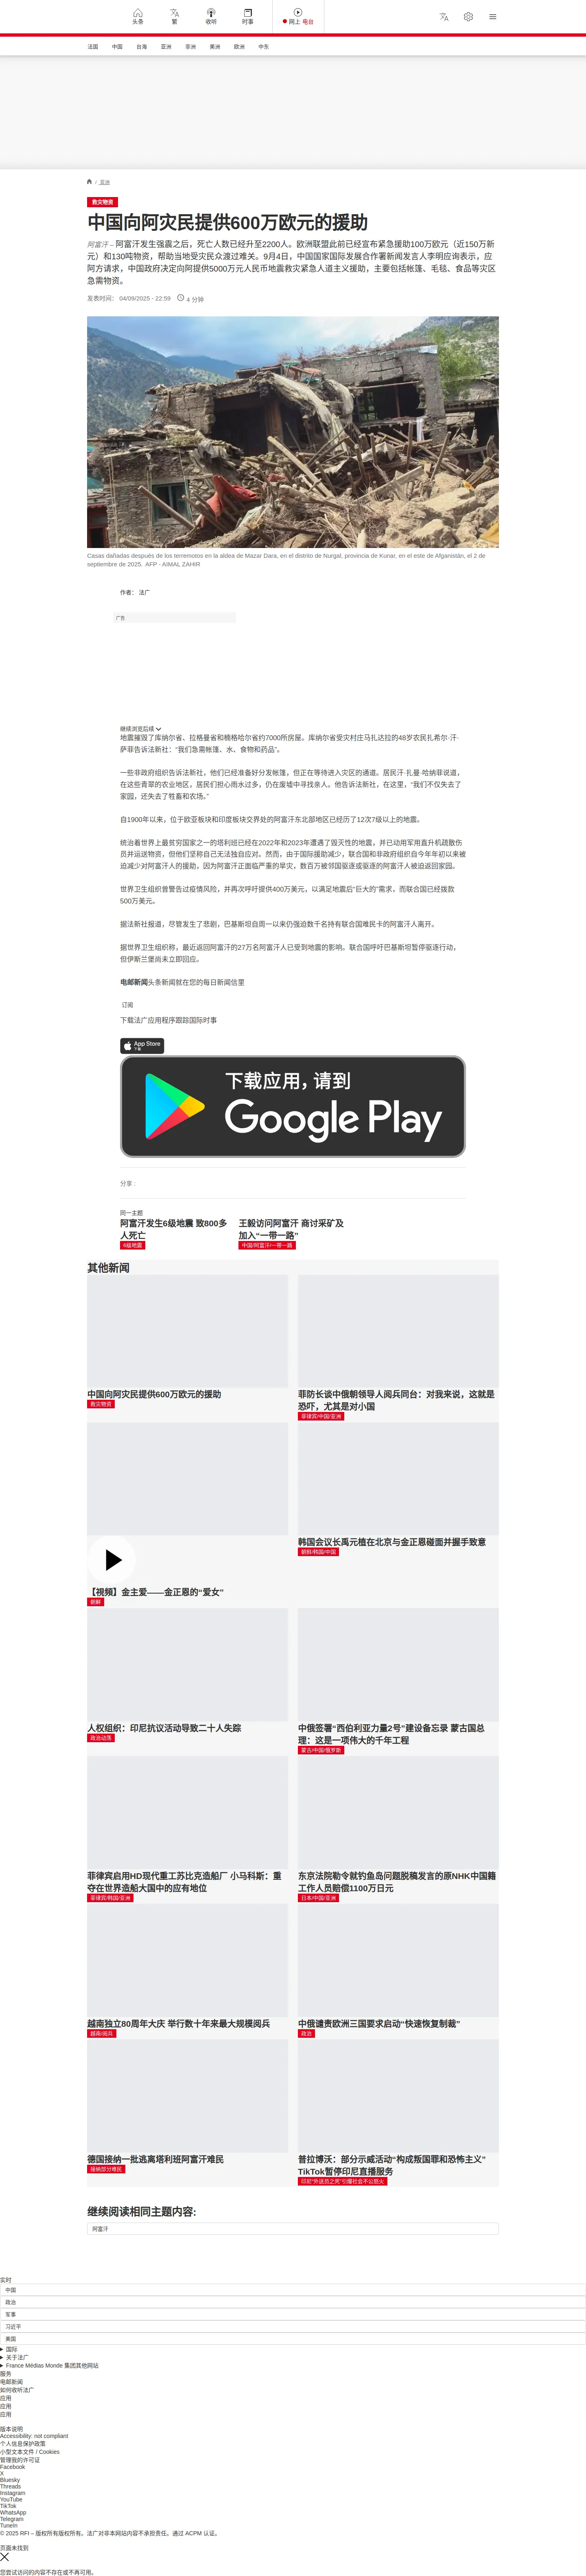 头条
繁
收听
时事
网上 电台
法国 中国 台海 亚洲 非洲 美洲 欧洲 中东
/ 亚洲
救灾物资
中国向阿灾民提供600万欧元的援助
阿富汗 – 阿富汗发生强震之后，死亡人数已经升至2200人。欧洲联盟此前已经宣布紧急援助100万欧元（近150万新
元）和130吨物资，帮助当地受灾民众渡过难关。9月4日，中国国家国际发展合作署新闻发言人李明应询表示，应
阿方请求，中国政府决定向阿提供5000万元人民币地震救灾紧急人道主义援助，主要包括帐篷、毛毯、食品等灾区
急需物资。
发表时间： 04/09/2025 - 22:59 4 分钟
Casas dañadas después de los terremotos en la aldea de Mazar Dara, en el distrito de Nurgal, provincia de Kunar, en el este de Afganistán, el 2 de
septiembre de 2025. AFP - AIMAL ZAHIR
作者： 法广
广告
继续浏览后续
地震摧毁了库纳尔省、拉格曼省和楠格哈尔省约7000所房屋。库纳尔省受灾村庄马扎达拉的48岁农民扎希尔·汗·
萨菲告诉法新社：“我们急需帐篷、水、食物和药品”。
一些非政府组织告诉法新社，他们已经准备好分发帐篷，但正在等待进入灾区的通道。居民汗·扎曼·哈纳菲说道，
在这些青翠的农业地区，居民们担心雨水过多，仍在废墟中寻找亲人。他告诉法新社，在这里，“我们不仅失去了
家园，还失去了牲畜和农场。”
自1900年以来，位于欧亚板块和印度板块交界处的阿富汗东北部地区已经历了12次7级以上的地震。
统治着世界上最贫穷国家之一的塔利班已经在2022年和2023年遭遇了毁灭性的地震，并已动用军用直升机疏散伤
员并运送物资，但他们坚称自己无法独自应对。然而，由于国际援助减少，联合国和非政府组织自今年年初以来被
迫减少对阿富汗人的援助，因为阿富汗正面临严重的旱灾，数百万被邻国驱逐或驱逐的阿富汗人被迫返回家园。
世界卫生组织曾警告过疫情风险，并再次呼吁提供400万美元，以满足地震后“巨大的”需求，而联合国已经拨款
500万美元。
据法新社报道，尽管发生了悲剧，巴基斯坦自周一以来仍强迫数千名持有联合国难民卡的阿富汗人离开。
据世界卫生组织称，最近返回阿富汗的27万名阿富汗人已受到地震的影响。联合国呼吁巴基斯坦暂停驱逐行动，
但伊斯兰堡尚未立即回应。
电邮新闻头条新闻就在您的每日新闻信里
订阅
下载法广应用程序跟踪国际时事
App Store
下载
下载应用，请到
Google Play
分享 :
同一主题
阿富汗发生6级地震 致800多
人死亡
6级地震
王毅访问阿富汗 商讨采矿及
加入“一带一路”
中国/阿富汗/一带一路
其他新闻
中国向阿灾民提供600万欧元的援助
救灾物资
菲防长谈中俄朝领导人阅兵同台：对我来说，这就是
恐吓，尤其是对小国
菲律宾/中国/亚洲
【视频】金主爱——金正恩的“爱女”
朝鲜
韩国会议长禹元植在北京与金正恩碰面并握手致意
朝鲜/韩国/中国
人权组织：印尼抗议活动导致二十人失踪
政治动荡
中俄签署“西伯利亚力量2号”建设备忘录 蒙古国总
理：这是一项伟大的千年工程
蒙古/中国/俄罗斯
菲律宾启用HD现代重工苏比克造船厂 小马科斯：重
夺在世界造船大国中的应有地位
菲律宾/韩国/亚洲
东京法院勒令就钓鱼岛问题脱稿发言的原NHK中国籍
工作人员赔偿1100万日元
日本/中国/亚洲
越南独立80周年大庆 举行数十年来最大规模阅兵
越南/阅兵
中俄谴责欧洲三国要求启动“快速恢复制裁”
政治
德国接纳一批逃离塔利班阿富汗难民
接纳部分难民
普拉博沃：部分示威活动“构成叛国罪和恐怖主义”
TikTok暂停印尼直播服务
印尼“外送员之死”引爆社会不公怒火
继续阅读相同主题内容:
阿富汗
实时
中国
政治
军事
习近平
美国
国际
关于法广
France Médias Monde 集团其他网站
服务
电邮新闻
如何收听法广
应用
应用
应用
版本说明
Accessibility: not compliant
个人信息保护政策
小型文本文件 / Cookies
管理我的许可证
Facebook
X
Bluesky
Threads
Instagram
YouTube
TikTok
WhatsApp
Telegram
TuneIn
© 2025 RFI – 版权所有版权所有。法广对非本网站内容不承担责任。通过 ACPM 认证。
页面未找到
您尝试访问的内容不存在或不再可用。